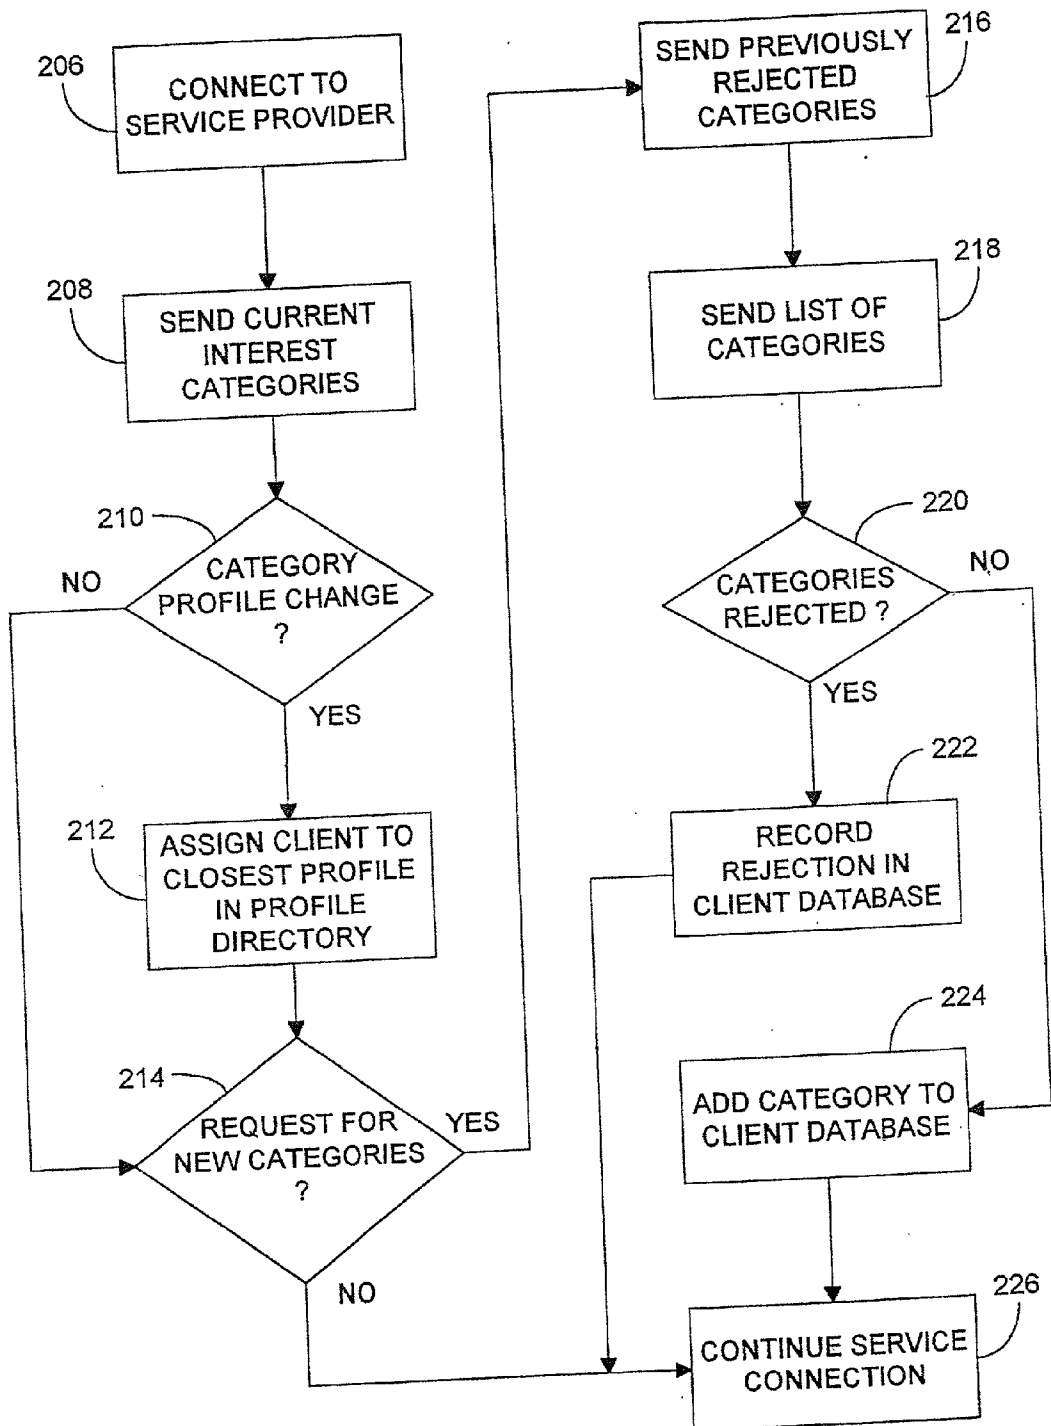 206
CONNECT TO
SERVICE PROVIDER
208
SEND CURRENT
INTEREST
CATEGORIES
210
CATEGORY
PROFILE CHANGE
?
NO
YES
212
ASSIGN CLIENT TO
CLOSEST PROFILE
IN PROFILE
DIRECTORY
214
REQUEST FOR
NEW CATEGORIES
?
YES
NO
216
SEND PREVIOUSLY
REJECTED
CATEGORIES
218
SEND LIST OF
CATEGORIES
220
CATEGORIES
REJECTED ?
NO
YES
222
RECORD
REJECTION IN
CLIENT DATABASE
224
ADD CATEGORY TO
CLIENT DATABASE
226
CONTINUE SERVICE
CONNECTION